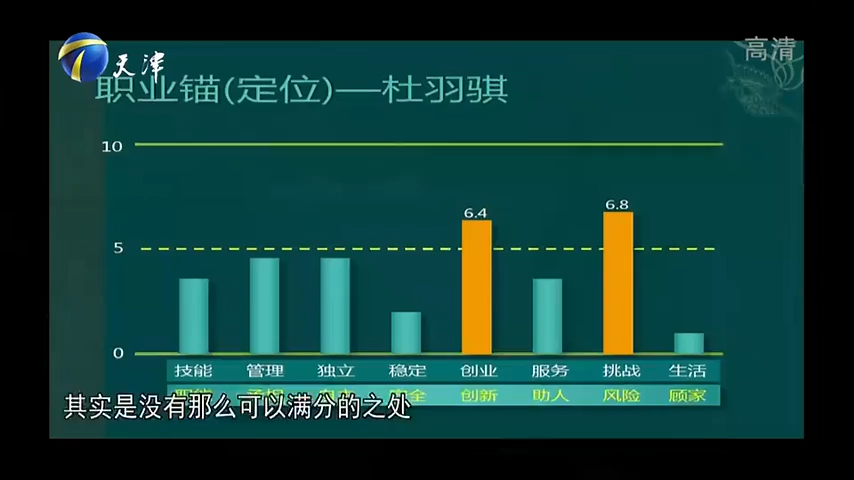 天津
高清
职业锚(定位)—杜羽骐
10
6.8
6.4
5
0
技能 管理 独立 稳定 创业 服务 挑战 生活
创新 助人 风险 顾家
其实是没有那么可以满分的之处